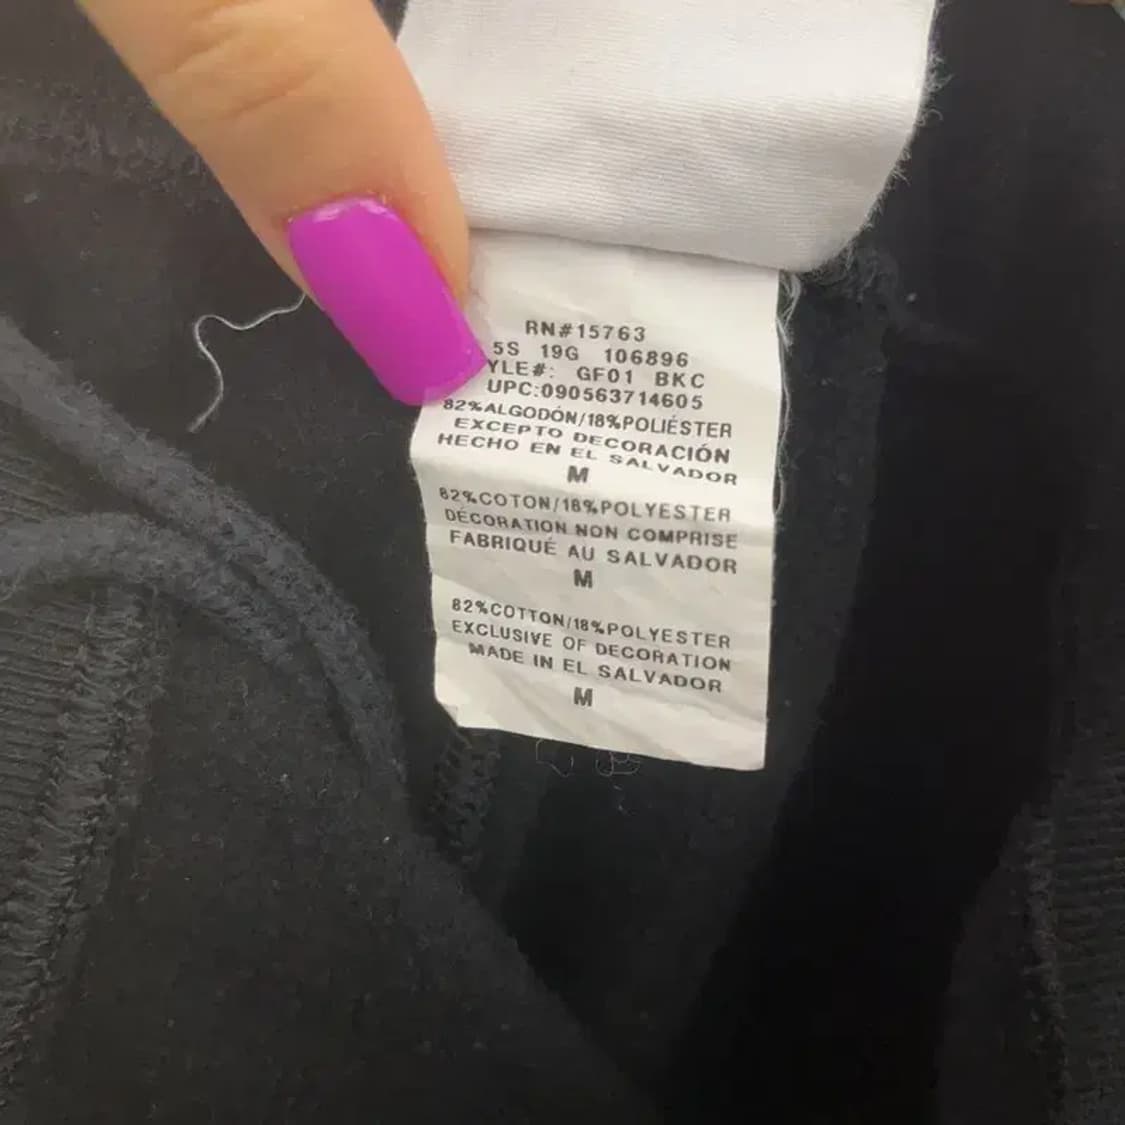 RN#15763
5S 19G 106896
YLE#: GF01 BKC
UPC:090563714605
82%ALGODÓN/18%POLIÉSTER
EXCEPTO DECORACIÓN
HECHO EN EL SALVADOR
M
82%COTON/18%POLYESTER
DÉCORATION NON COMPRISE
FABRIQUÉ AU SALVADOR
M
82%COTTON/18%POLYESTER
EXCLUSIVE OF DECORATION
MADE IN EL SALVADOR
M